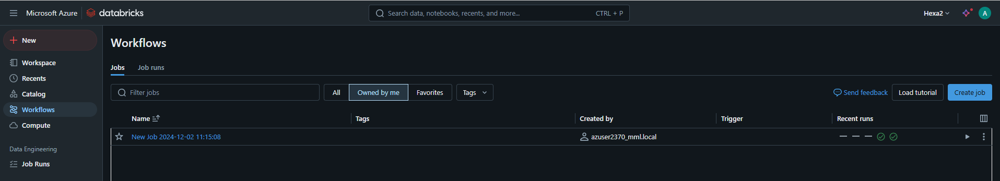 Microsoft Azure databricks Search data, notebooks, recents, and more... CTRL + P Hexa2 A
New
Workspace
Recents
Catalog
Workflows
Compute
Data Engineering
Job Runs
Workflows
Jobs Job runs
Filter jobs All Owned by me Favorites Tags Send feedback Load tutorial Create job
Name Tags Created by Trigger Recent runs
New Job 2024-12-02 11:15:08 azuser2370_mml.local